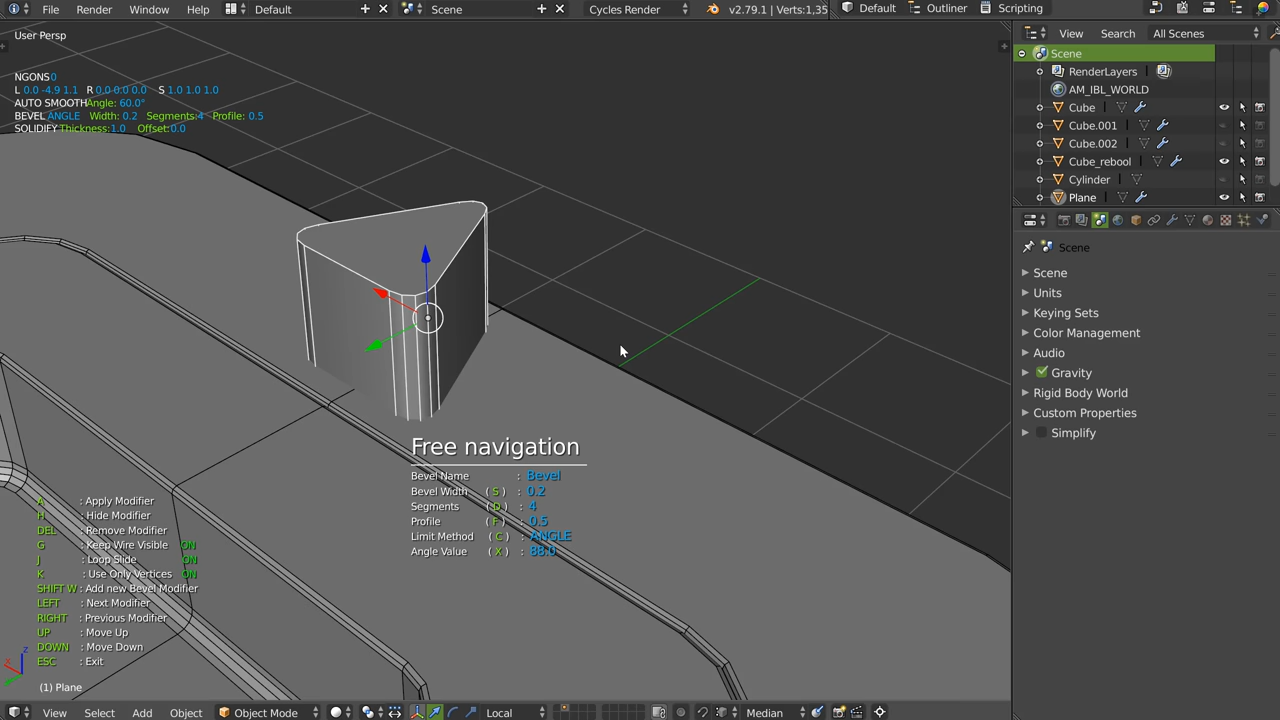 File Render Window Help Default Scene Cycles Render v2.79.1 | Verts:1,35 Default Outliner Scripting
User Persp
NGONS 0
L 0.0 -4.9 1.1 R 0.0 0.0 0.0 S 1.0 1.0 1.0
AUTO SMOOTH Angle: 60.0°
BEVEL ANGLE Width: 0.2 Segments:4 Profile: 0.5
SOLIDIFY Thickness:1.0 Offset:0.0
Free navigation
Bevel Name : Bevel
Bevel Width ( S ) : 0.2
Segments ( D ) : 4
Profile ( F ) : 0.5
Limit Method ( C ) : ANGLE
Angle Value ( X ) : 88.0
A : Apply Modifier
H : Hide Modifier
DEL : Remove Modifier
G : Keep Wire Visible ON
J : Loop Slide ON
K : Use Only Vertices ON
SHIFT W : Add new Bevel Modifier
LEFT : Next Modifier
RIGHT : Previous Modifier
UP : Move Up
DOWN : Move Down
ESC : Exit
z
x
(1) Plane
View Select Add Object Object Mode Local Median
View Search All Scenes
Scene
RenderLayers
AM_IBL_WORLD
Cube
Cube.001
Cube.002
Cube_rebool
Cylinder
Plane
Scene
Scene
Units
Keying Sets
Color Management
Audio
Gravity
Rigid Body World
Custom Properties
Simplify